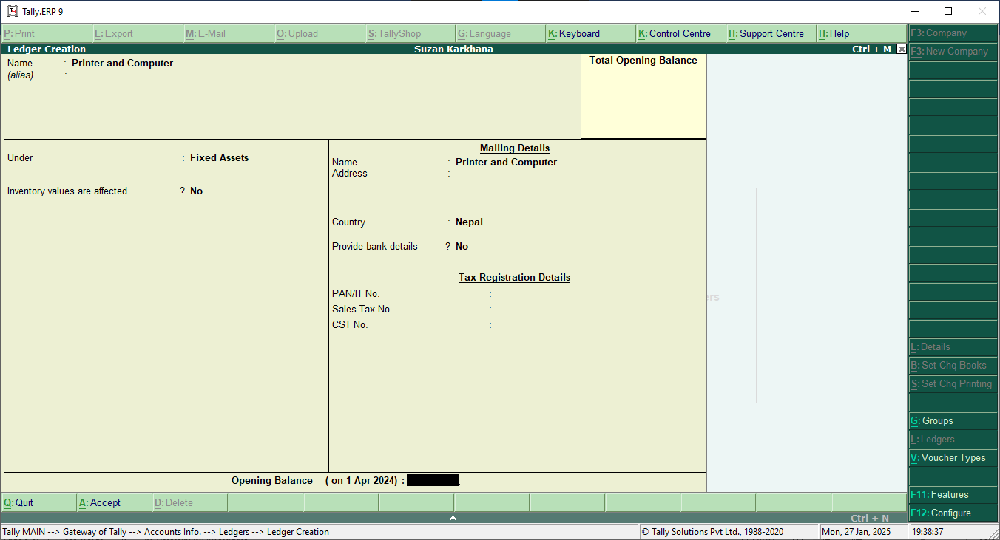 Tally.ERP 9
P: Print E: Export M: E-Mail O: Upload S: TallyShop G: Language K: Keyboard K: Control Centre H: Support Centre H: Help
F3: Company
Ledger Creation Suzan Karkhana Ctrl + M
F3: New Company
Name : Printer and Computer
(alias) :
Total Opening Balance
Under : Fixed Assets
Inventory values are affected ? No
Mailing Details
Name : Printer and Computer
Address :
Country : Nepal
Provide bank details ? No
Tax Registration Details
PAN/IT No. :
Sales Tax No. :
CST No. :
ers
L: Details
B: Set Chq Books
S: Set Chq Printing
G: Groups
L: Ledgers
V: Voucher Types
F11: Features
F12: Configure
Opening Balance ( on 1-Apr-2024) :
Q: Quit A: Accept D: Delete
Ctrl + N
Tally MAIN --> Gateway of Tally --> Accounts Info. --> Ledgers --> Ledger Creation © Tally Solutions Pvt Ltd., 1988-2020 Mon, 27 Jan, 2025 19:38:37